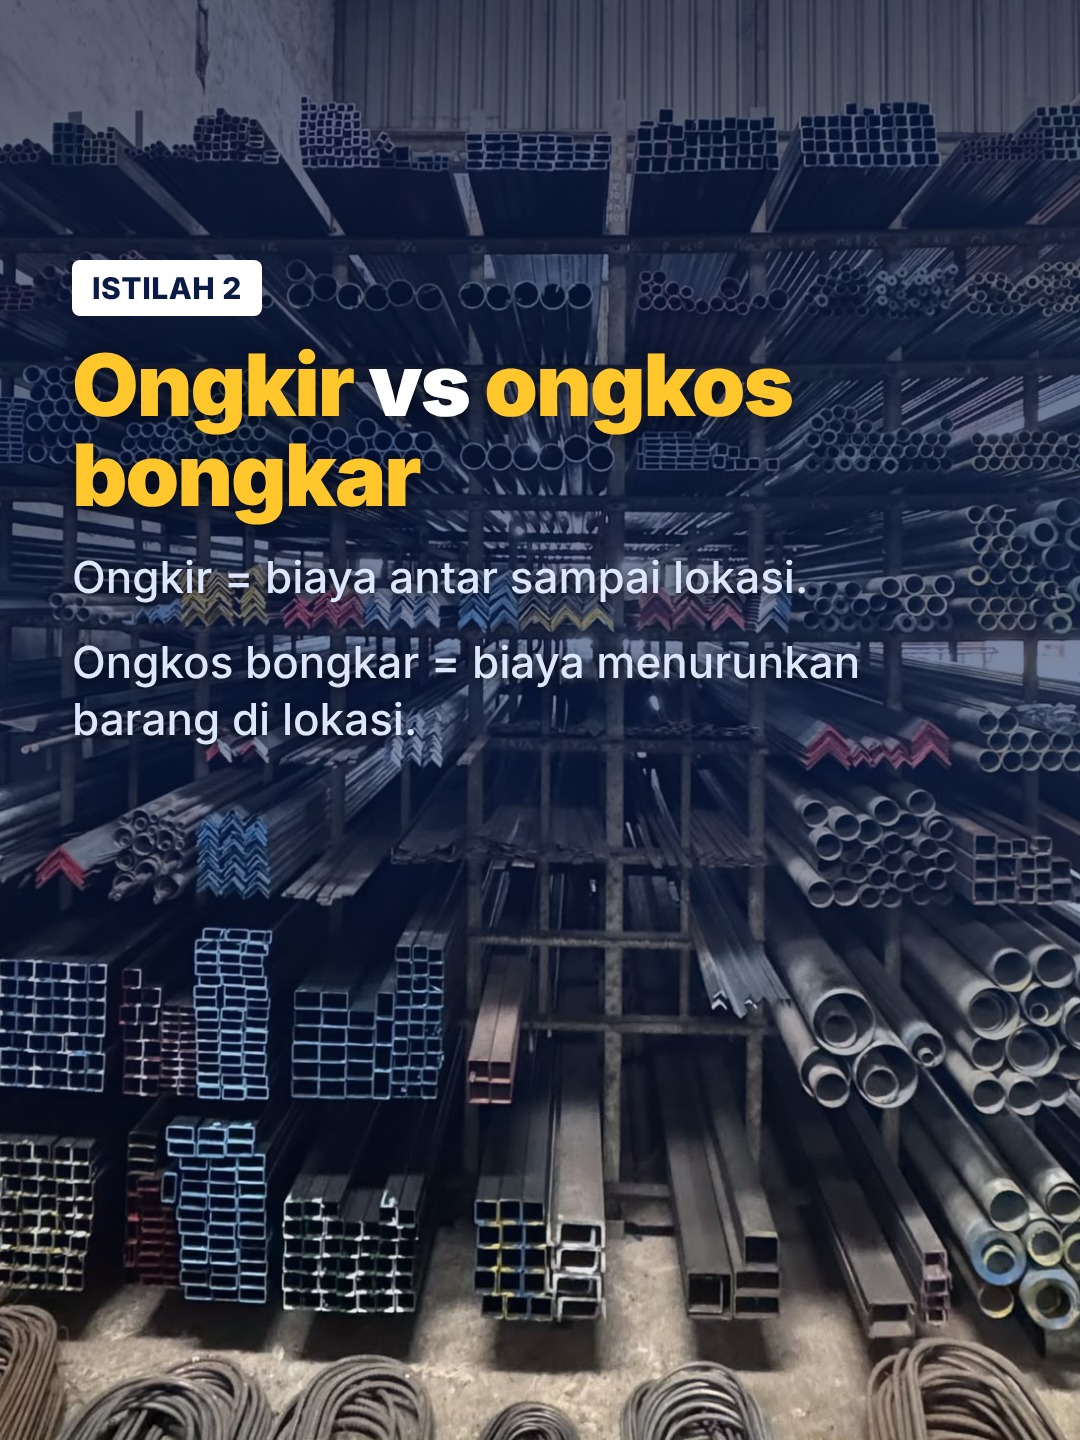 ISTILAH 2
Ongkir vs ongkos
bongkar
Ongkir = biaya antar sampai lokasi.
Ongkos bongkar = biaya menurunkan
barang di lokasi.